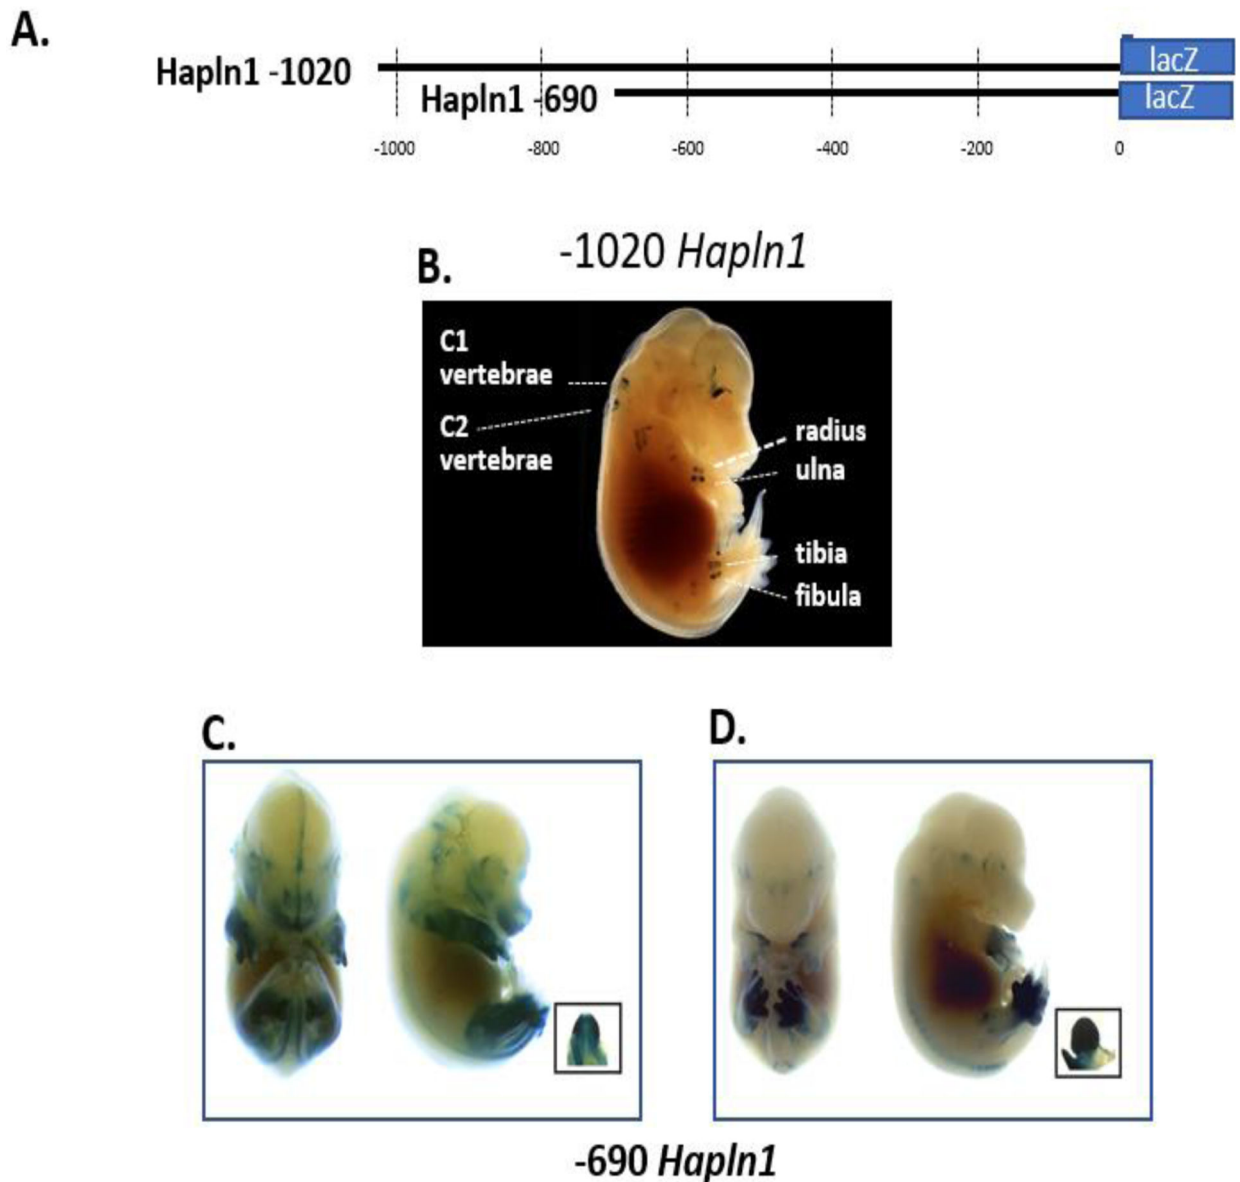 A.
Hapln1 -1020
lacZ
Hapln1 -690
lacZ
-1000 -800 -600 -400 -200 0
-1020 Hapln1
B.
C1
vertebrae
C2
vertebrae
radius
ulna
tibia
fibula
C.
D.
-690 Hapln1